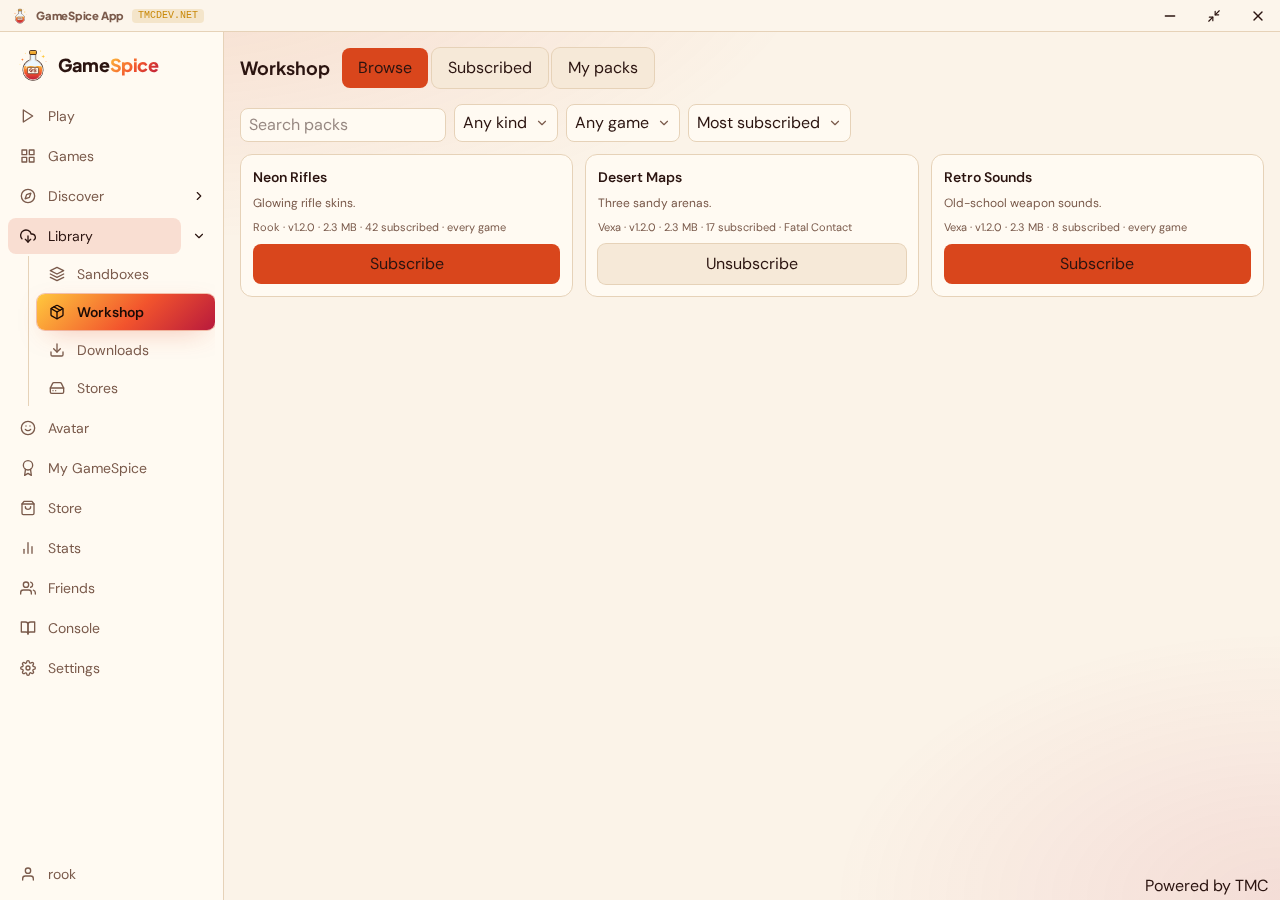 GameSpice App TMCDEV.NET
GameSpice
Play
Games
Discover
Library
Sandboxes
Workshop
Downloads
Stores
Avatar
My GameSpice
Store
Stats
Friends
Console
Settings
rook
Workshop Browse Subscribed My packs
Search packs Any kind Any game Most subscribed
Neon Rifles
Glowing rifle skins.
Rook · v1.2.0 · 2.3 MB · 42 subscribed · every game
Subscribe
Desert Maps
Three sandy arenas.
Vexa · v1.2.0 · 2.3 MB · 17 subscribed · Fatal Contact
Unsubscribe
Retro Sounds
Old-school weapon sounds.
Vexa · v1.2.0 · 2.3 MB · 8 subscribed · every game
Subscribe
Powered by TMC